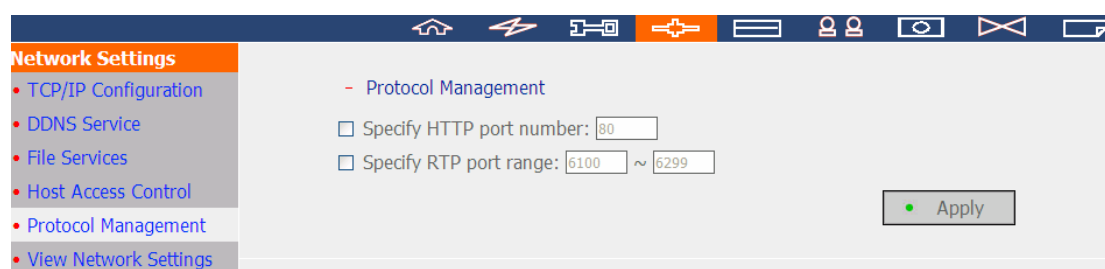 Network Settings
• TCP/IP Configuration
• DDNS Service
• File Services
• Host Access Control
• Protocol Management
• View Network Settings
- Protocol Management
Specify HTTP port number: 80
Specify RTP port range: 6100 ~ 6299
• Apply